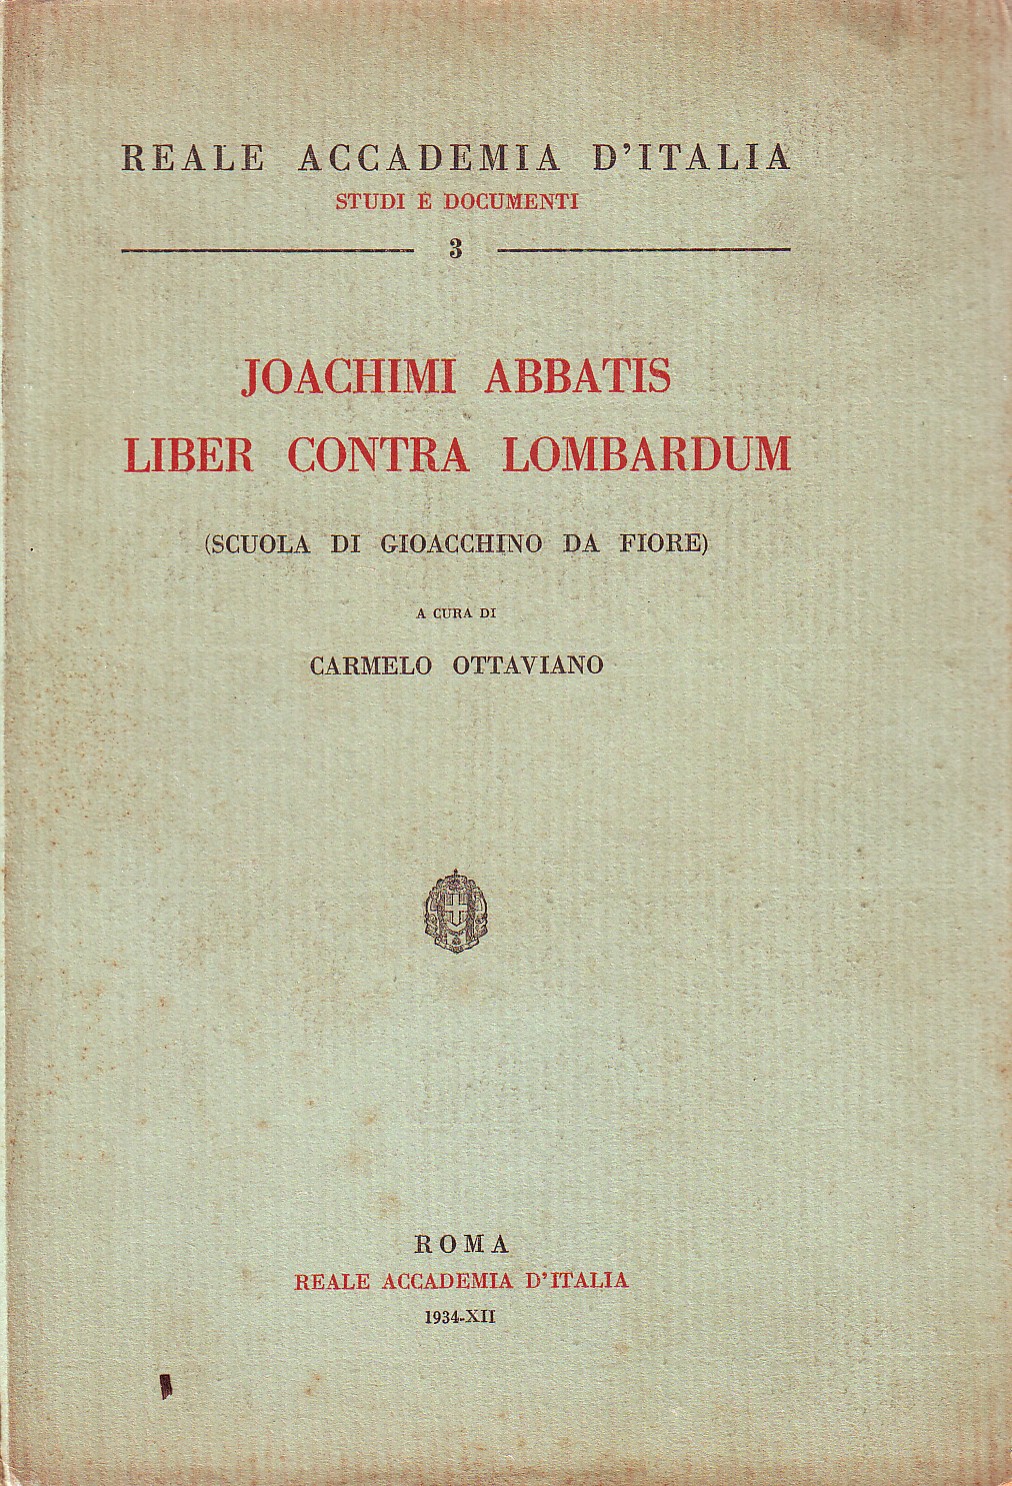 REALE ACCADEMIA D'ITALIA
STUDI E DOCUMENTI
3
JOACHIMI ABBATIS
LIBER CONTRA LOMBARDUM
(SCUOLA DI GIOACCHINO DA FIORE)
A CURA DI
CARMELO OTTAVIANO
ROMA
REALE ACCADEMIA D'ITALIA
1934-XII